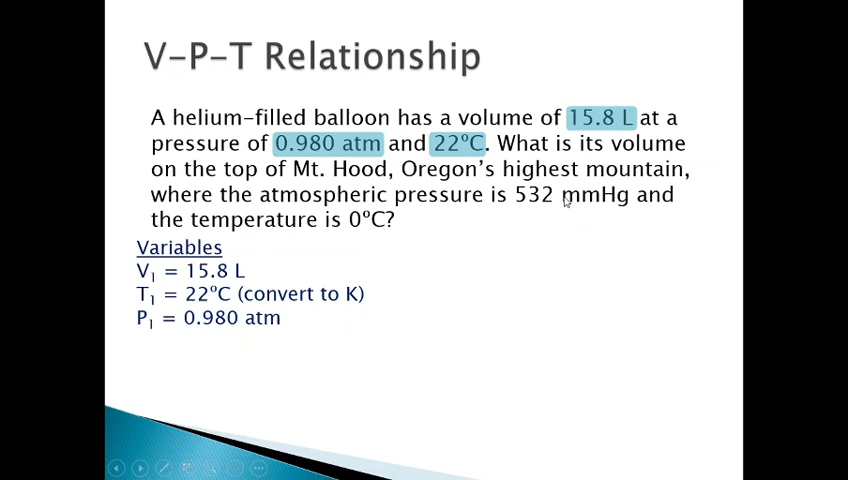 V-P-T Relationship
A helium-filled balloon has a volume of 15.8 L at a
pressure of 0.980 atm and 22ºC. What is its volume
on the top of Mt. Hood, Oregon's highest mountain,
where the atmospheric pressure is 532 mmHg and
the temperature is 0ºC?
Variables
V₁ = 15.8 L
T₁ = 22ºC (convert to K)
P₁ = 0.980 atm